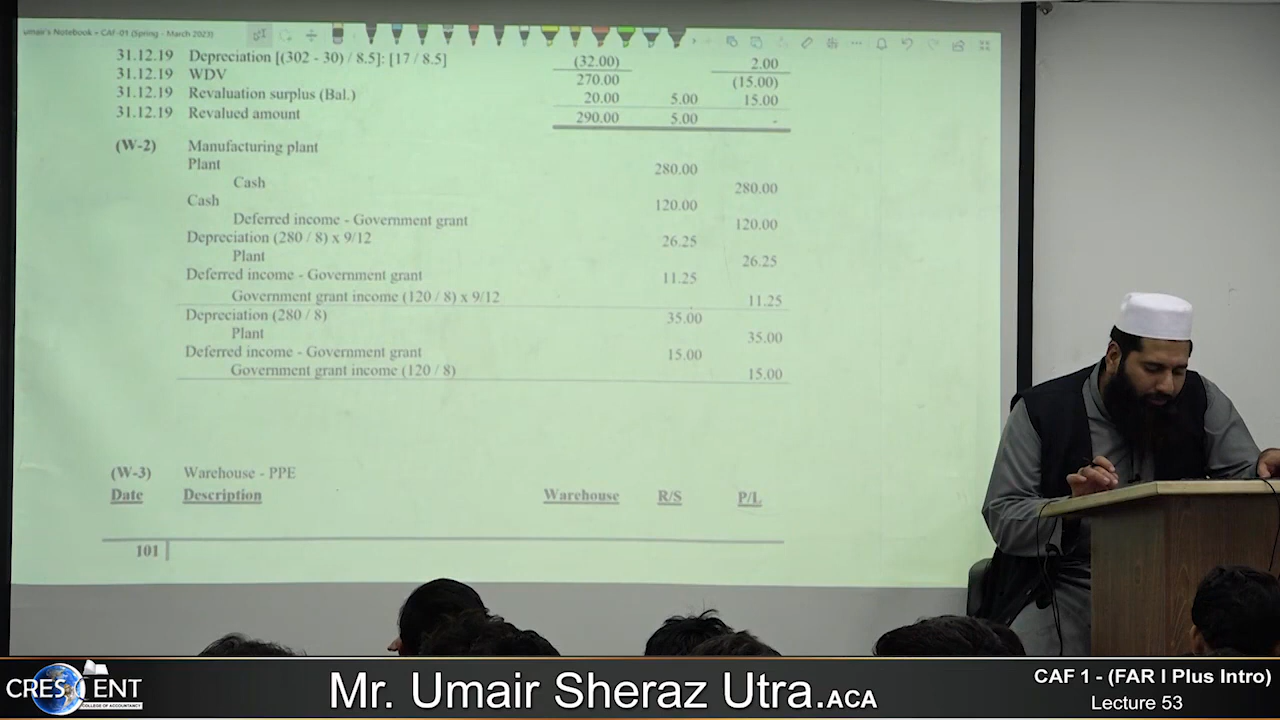 umair's Notebook » CAF-01 (Spring - March 2023)
31.12.19 Depreciation [(302 - 30) / 8.5]: [17 / 8.5] (32.00) 2.00
31.12.19 WDV 270.00 (15.00)
31.12.19 Revaluation surplus (Bal.) 20.00 5.00 15.00
31.12.19 Revalued amount 290.00 5.00 -
(W-2) Manufacturing plant
Plant 280.00
Cash 280.00
Cash 120.00
Deferred income - Government grant 120.00
Depreciation (280 / 8) x 9/12 26.25
Plant 26.25
Deferred income - Government grant 11.25
Government grant income (120 / 8) x 9/12 11.25
Depreciation (280 / 8) 35.00
Plant 35.00
Deferred income - Government grant 15.00
Government grant income (120 / 8) 15.00
(W-3) Warehouse - PPE
Date Description Warehouse R/S P/L
101
CRESCENT
COLLEGE OF ACCOUNTANCY
Mr. Umair Sheraz Utra.ACA
CAF 1 - (FAR I Plus Intro)
Lecture 53